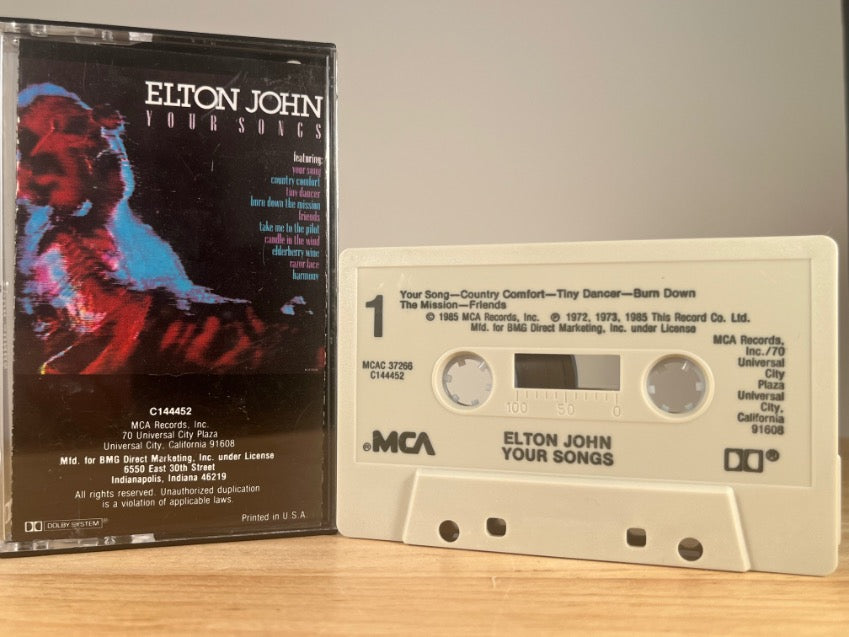 ELTON JOHN
YOUR SONGS
featuring:
your song
country comfort
tiny dancer
burn down the mission
friends
take me to the pilot
candle in the wind
elderberry wine
razor face
harmony
C144452
MCA Records, Inc.
70 Universal City Plaza
Universal City, California 91608
Mfd. for BMG Direct Marketing, Inc. under License
6550 East 30th Street
Indianapolis, Indiana 46219
All rights reserved. Unauthorized duplication
is a violation of applicable laws.
DOLBY SYSTEM
Printed in U.S.A.
1
Your Song—Country Comfort—Tiny Dancer—Burn Down
The Mission—Friends
© 1985 MCA Records, Inc. ℗ 1972, 1973, 1985 This Record Co. Ltd.
Mfd. for BMG Direct Marketing, Inc. under License
MCAC 37266
C144452
MCA Records,
Inc./70
Universal
City
Plaza
Universal
City,
California
91608
100 50 0
®MCA
ELTON JOHN
YOUR SONGS
®